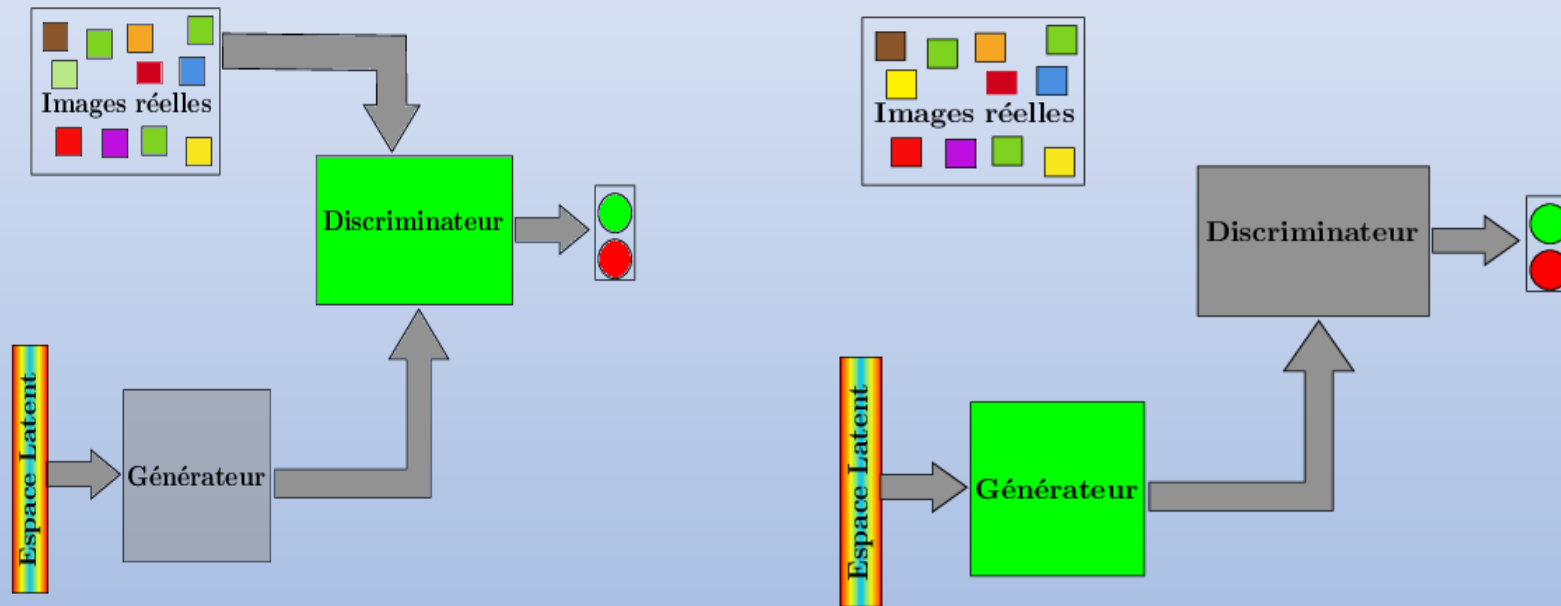 Images réelles
Discriminateur
Espace Latent
Générateur
Images réelles
Discriminateur
Espace Latent
Générateur